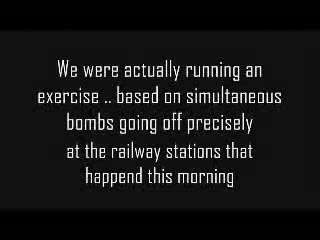 We were actually running an
exercise .. based on simultaneous
bombs going off precisely
at the railway stations that
happend this morning